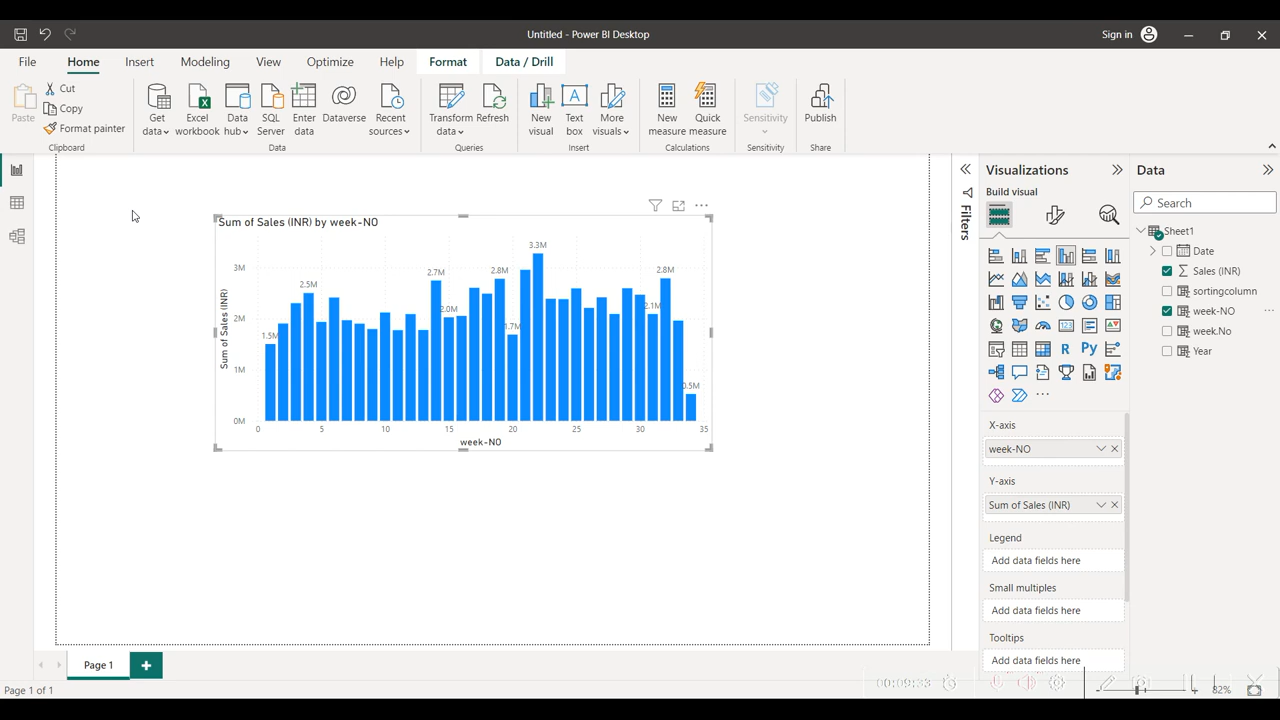 Untitled - Power BI Desktop
Sign in
File Home Insert Modeling View Optimize Help Format Data / Drill
Paste
Cut
Copy
Format painter
Clipboard
Get data
Excel workbook
Data hub
SQL Server
Enter data
Dataverse
Recent sources
Data
Transform data
Refresh
Queries
New visual
Text box
More visuals
Insert
New measure
Quick measure
Calculations
Sensitivity
Sensitivity
Publish
Share
Sum of Sales (INR) by week-NO
Sum of Sales (INR)
3M
2M
1M
0M
1.5M
2.5M
2.7M
2.0M
2.8M
1.7M
3.3M
2.1M
2.8M
0.5M
0 5 10 15 20 25 30 35
week-NO
Filters
Visualizations
Build visual
R Py
123
X-axis
week-NO
Y-axis
Sum of Sales (INR)
Legend
Add data fields here
Small multiples
Add data fields here
Tooltips
Add data fields here
Data
Search
Sheet1
Date
Sales (INR)
sortingcolumn
week-NO
week.No
Year
Page 1
Page 1 of 1
00:09:33
82%